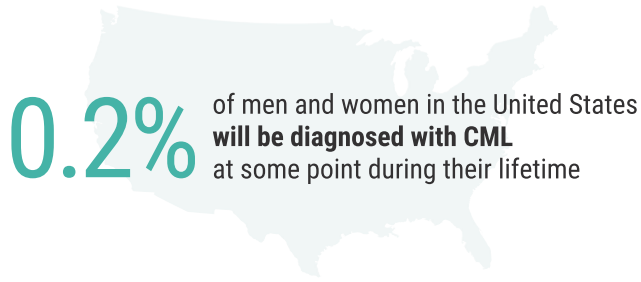 0.2%
of men and women in the United States
will be diagnosed with CML
at some point during their lifetime